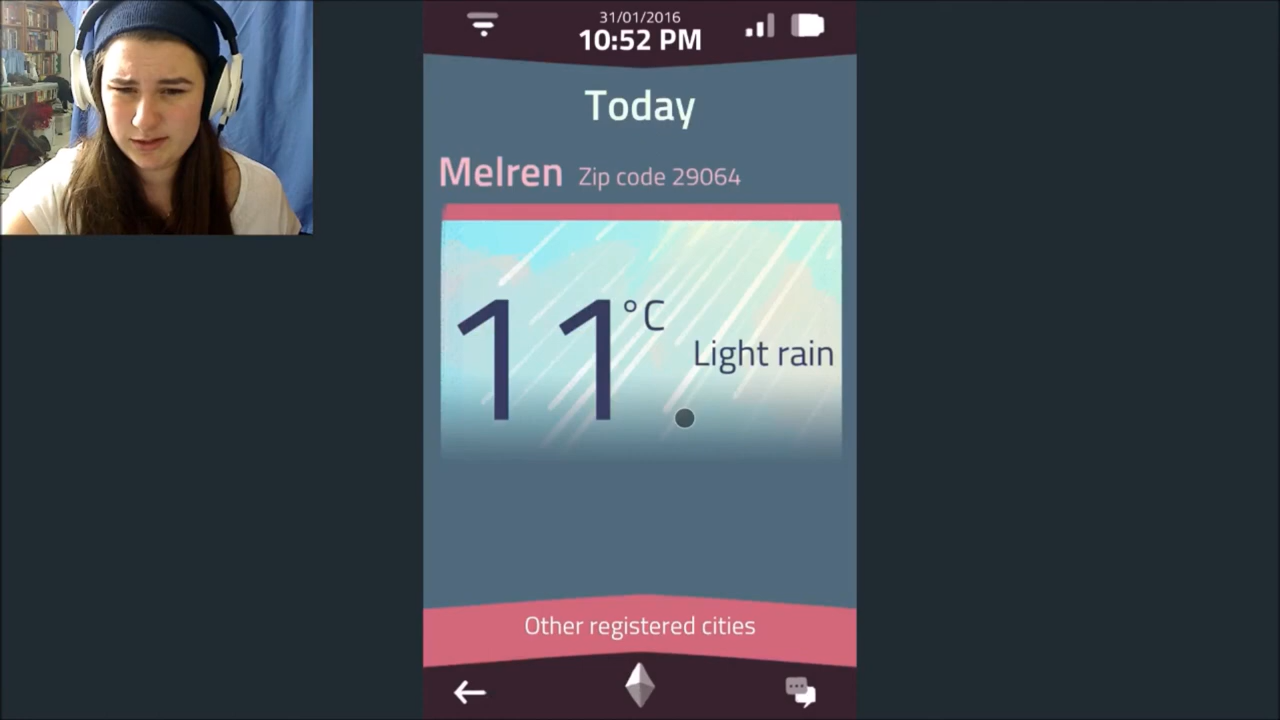 31/01/2016
10:52 PM
Today
Melren Zip code 29064
11 °C
Light rain
Other registered cities